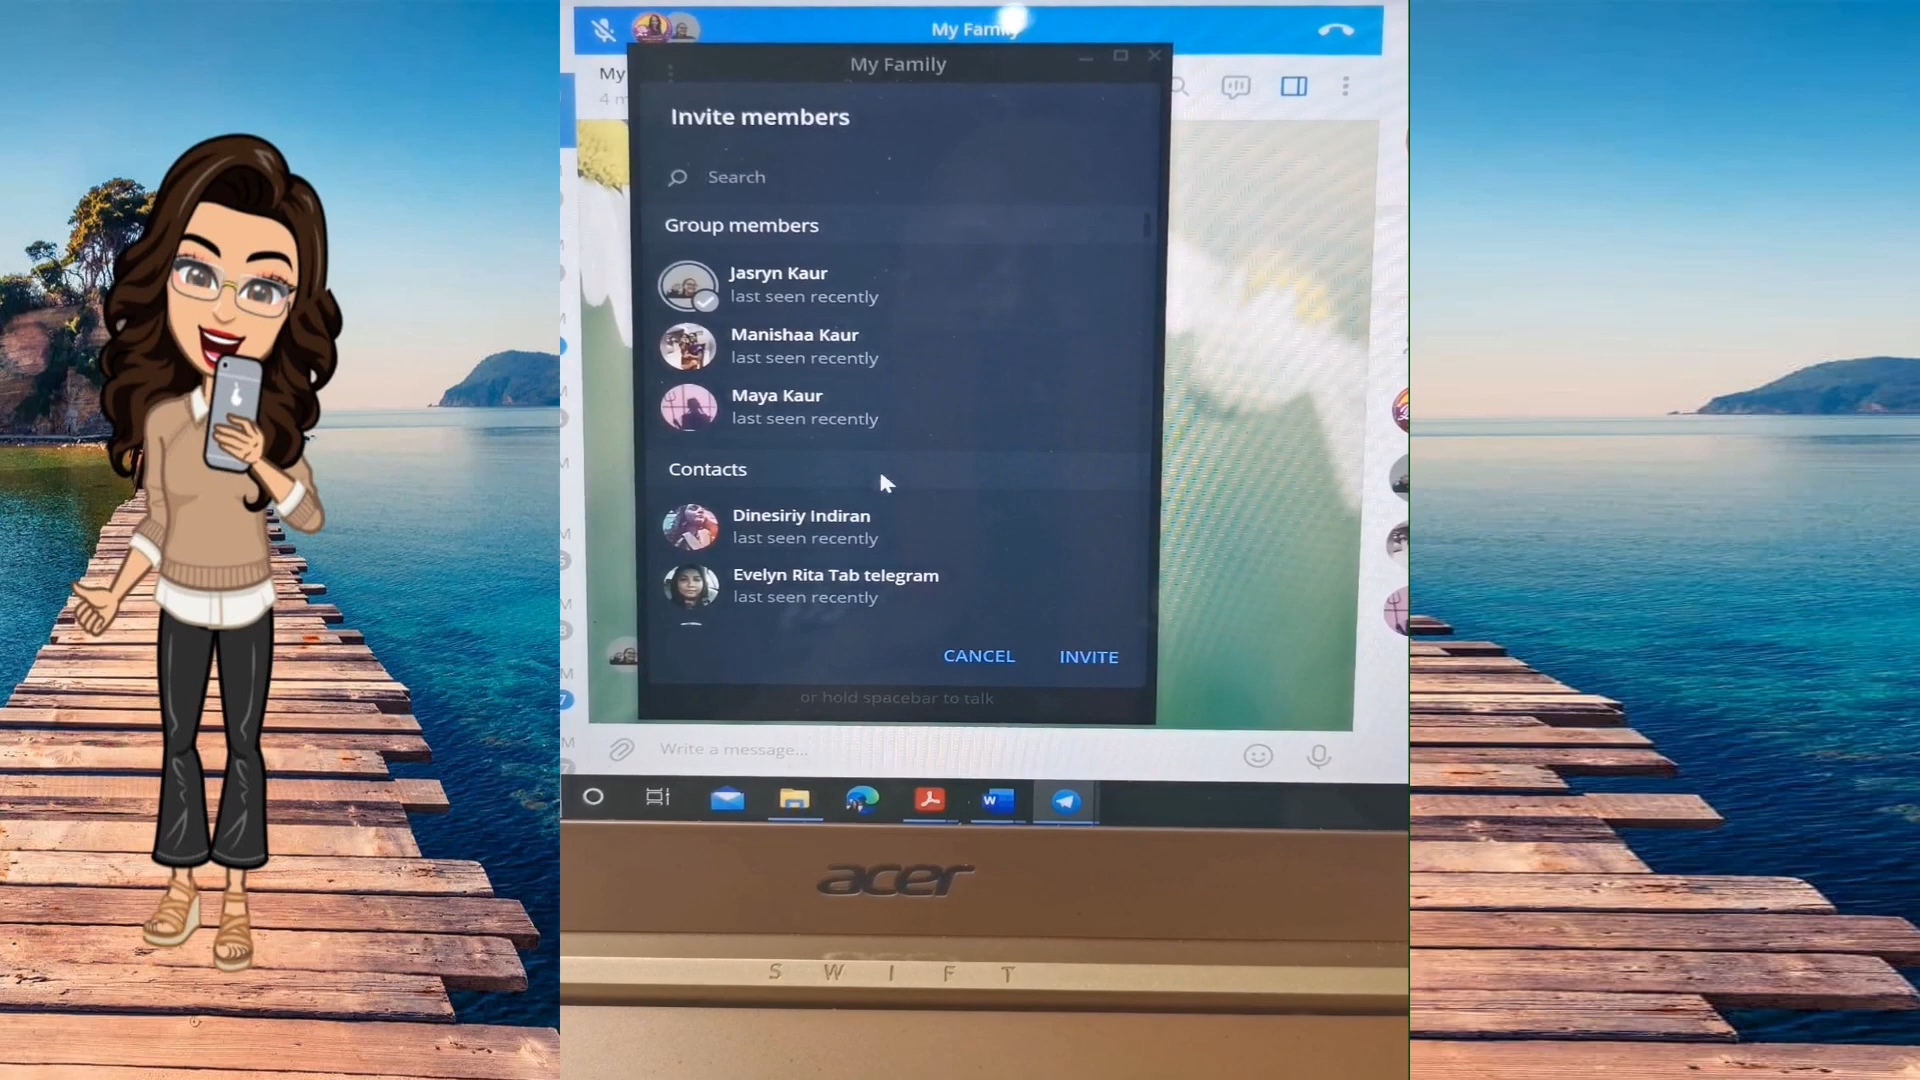 My Family
My Family
My
4 m
Invite members
Search
Group members
Jasryn Kaur
last seen recently
Manishaa Kaur
last seen recently
Maya Kaur
last seen recently
Contacts
Dinesiriy Indiran
last seen recently
Evelyn Rita Tab telegram
last seen recently
CANCEL INVITE
or hold spacebar to talk
Write a message...
acer
SWIFT